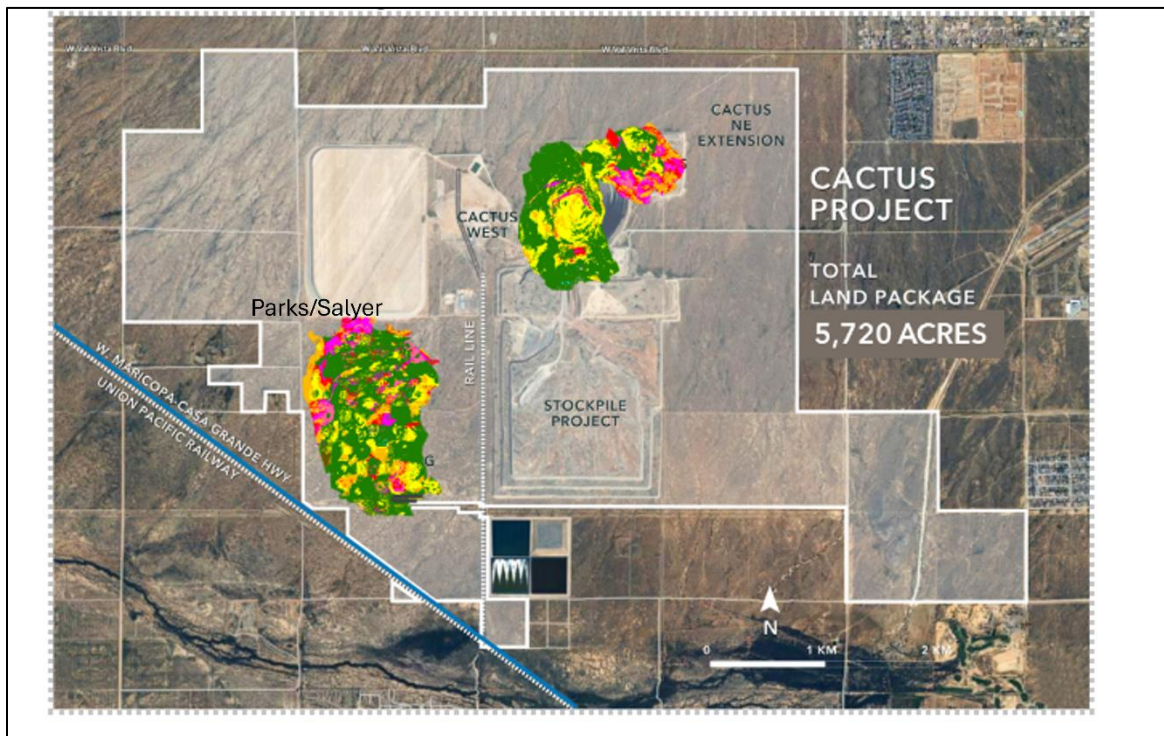 W Val Vista Blvd
W Val Vista Blvd
W Val Vista Blvd
CACTUS
NE
EXTENSION
CACTUS
PROJECT
CACTUS
WEST
TOTAL
LAND PACKAGE
5,720 ACRES
Parks/Salyer
RAIL LINE
W. MARICOPA-CASA GRANDE HWY
UNION PACIFIC RAILWAY
STOCKPILE
PROJECT
G
N
0 1 KM 2 KM